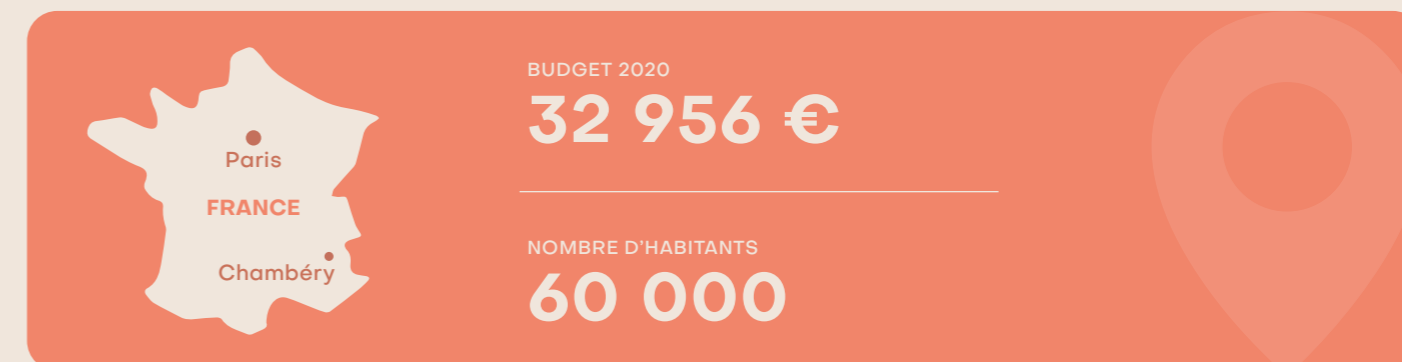 Paris
FRANCE
Chambéry
BUDGET 2020
32 956 €
NOMBRE D'HABITANTS
60 000